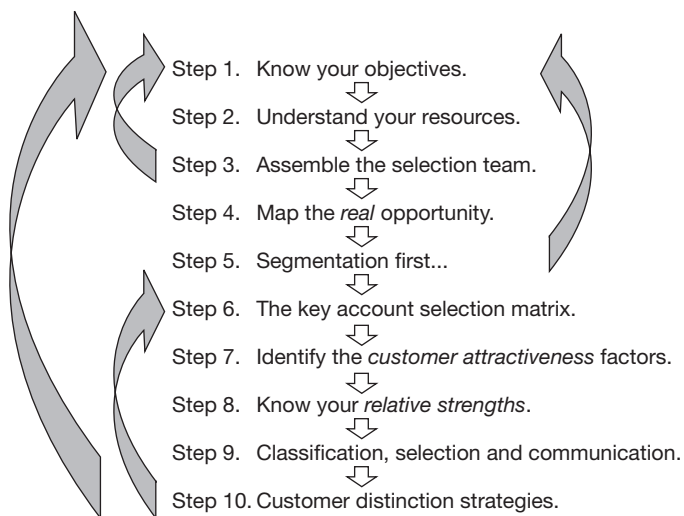 Step 1. Know your objectives.
Step 2. Understand your resources.
Step 3. Assemble the selection team.
Step 4. Map the real opportunity.
Step 5. Segmentation first...
Step 6. The key account selection matrix.
Step 7. Identify the customer attractiveness factors.
Step 8. Know your relative strengths.
Step 9. Classification, selection and communication.
Step 10. Customer distinction strategies.